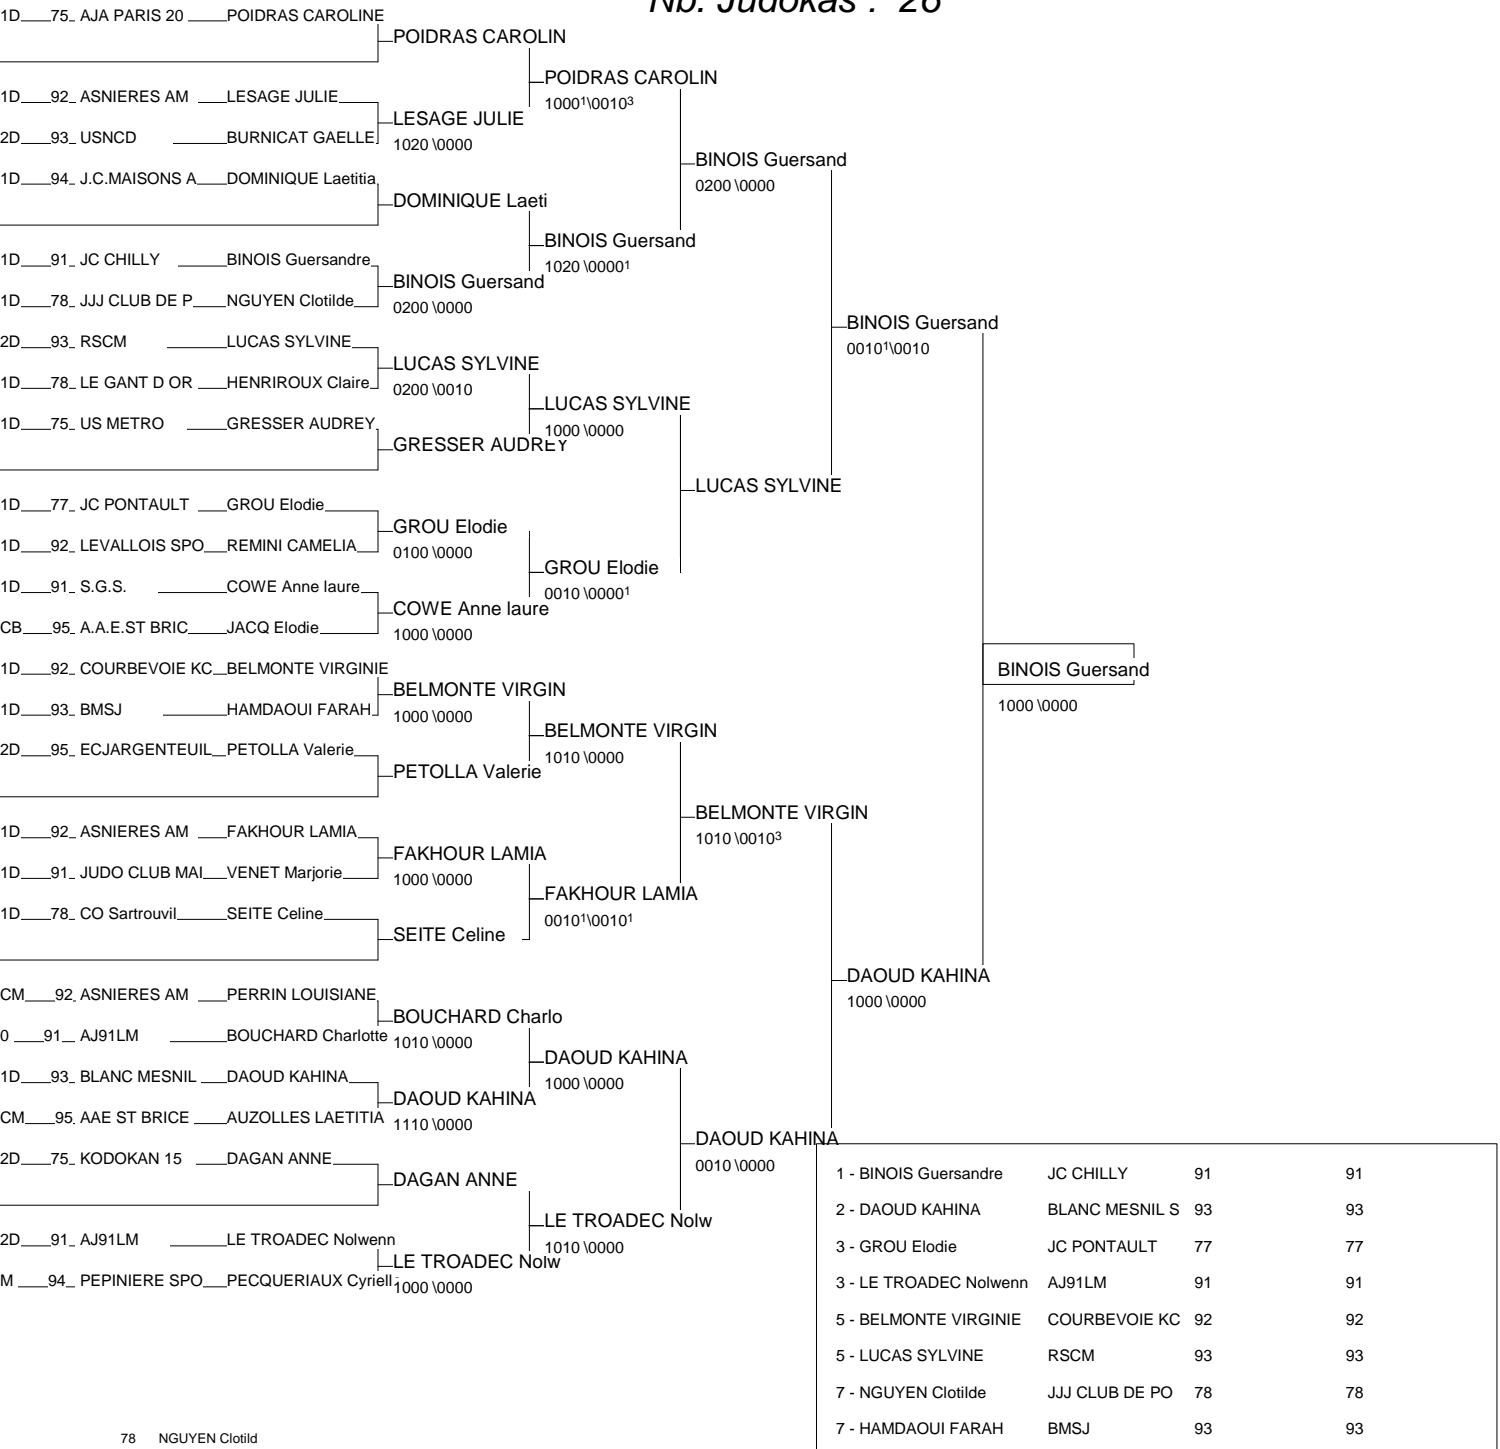 Nb. Judokas : 26
1D 75 AJA PARIS 20 POIDRAS CAROLINE
POIDRAS CAROLIN
POIDRAS CAROLIN
1000¹\0010³
1D 92 ASNIERES AM LESAGE JULIE
LESAGE JULIE
1020 \0000
2D 93 USNCD BURNICAT GAELLE
BINOIS Guersand
0200 \0000
1D 94 J.C.MAISONS A DOMINIQUE Laetitia
DOMINIQUE Laeti
BINOIS Guersand
1020 \0000¹
1D 91 JC CHILLY BINOIS Guersandre
BINOIS Guersand
0200 \0000
1D 78 JJJ CLUB DE P NGUYEN Clotilde
BINOIS Guersand
0010¹\0010
2D 93 RSCM LUCAS SYLVINE
LUCAS SYLVINE
0200 \0010
1D 78 LE GANT D OR HENRIROUX Claire
LUCAS SYLVINE
1000 \0000
1D 75 US METRO GRESSER AUDREY
GRESSER AUDREY
LUCAS SYLVINE
1D 77 JC PONTAULT GROU Elodie
GROU Elodie
0100 \0000
1D 92 LEVALLOIS SPO REMINI CAMELIA
GROU Elodie
0010 \0000¹
1D 91 S.G.S. COWE Anne laure
COWE Anne laure
1000 \0000
CB 95 A.A.E.ST BRIC JACQ Elodie
BINOIS Guersand
1000 \0000
1D 92 COURBEVOIE KC BELMONTE VIRGINIE
BELMONTE VIRGIN
1000 \0000
1D 93 BMSJ HAMDAOUI FARAH
BELMONTE VIRGIN
1010 \0000
2D 95 ECJARGENTEUIL PETOLLA Valerie
PETOLLA Valerie
BELMONTE VIRGIN
1010 \0010³
1D 92 ASNIERES AM FAKHOUR LAMIA
FAKHOUR LAMIA
1000 \0000
1D 91 JUDO CLUB MAI VENET Marjorie
FAKHOUR LAMIA
0010¹\0010¹
1D 78 CO Sartrouvil SEITE Celine
SEITE Celine
DAOUD KAHINA
1000 \0000
CM 92 ASNIERES AM PERRIN LOUISIANE
BOUCHARD Charlo
1010 \0000
0 91 AJ91LM BOUCHARD Charlotte
DAOUD KAHINA
1000 \0000
1D 93 BLANC MESNIL DAOUD KAHINA
DAOUD KAHINA
1110 \0000
CM 95 AAE ST BRICE AUZOLLES LAETITIA
DAOUD KAHINA
0010 \0000
2D 75 KODOKAN 15 DAGAN ANNE
DAGAN ANNE
LE TROADEC Nolw
1010 \0000
2D 91 AJ91LM LE TROADEC Nolwenn
LE TROADEC Nolw
1000 \0000
M 94 PEPINIERE SPO PECQUERIAUX Cyriell
1 - BINOIS Guersandre JC CHILLY 91 91
2 - DAOUD KAHINA BLANC MESNIL S 93 93
3 - GROU Elodie JC PONTAULT 77 77
3 - LE TROADEC Nolwenn AJ91LM 91 91
5 - BELMONTE VIRGINIE COURBEVOIE KC 92 92
5 - LUCAS SYLVINE RSCM 93 93
7 - NGUYEN Clotilde JJJ CLUB DE PO 78 78
7 - HAMDAOUI FARAH BMSJ 93 93
78 NGUYEN Clotild